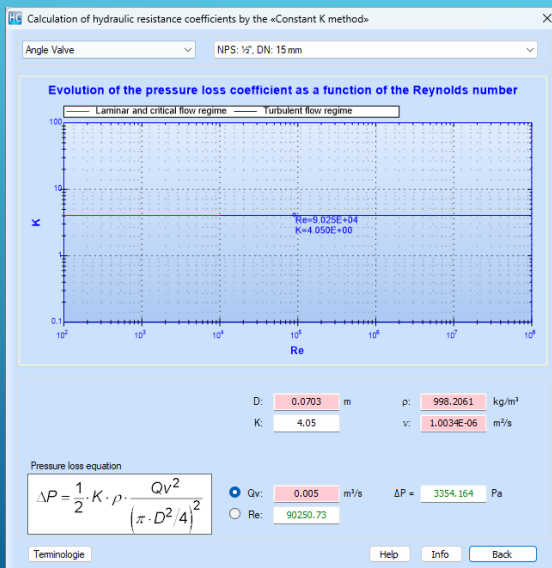 HC Calculation of hydraulic resistance coefficients by the «Constant K method»
Angle Valve NPS: ½", DN: 15 mm
Evolution of the pressure loss coefficient as a function of the Reynolds number
Laminar and critical flow regime Turbulent flow regime
100
10
K
1
0.1
Re=9.025E+04
K=4.050E+00
10² 10³ 10⁴ 10⁵ 10⁶ 10⁷ 10⁸
Re
D: 0.0703 m ρ: 998.2061 kg/m³
K: 4.05 ν: 1.0034E-06 m²/s
Pressure loss equation
ΔP = 1/2 · K · ρ · Qv² / (π · D²/4)²
Qv: 0.005 m³/s ΔP = 3354.164 Pa
Re: 90250.73
Terminologie Help Info Back